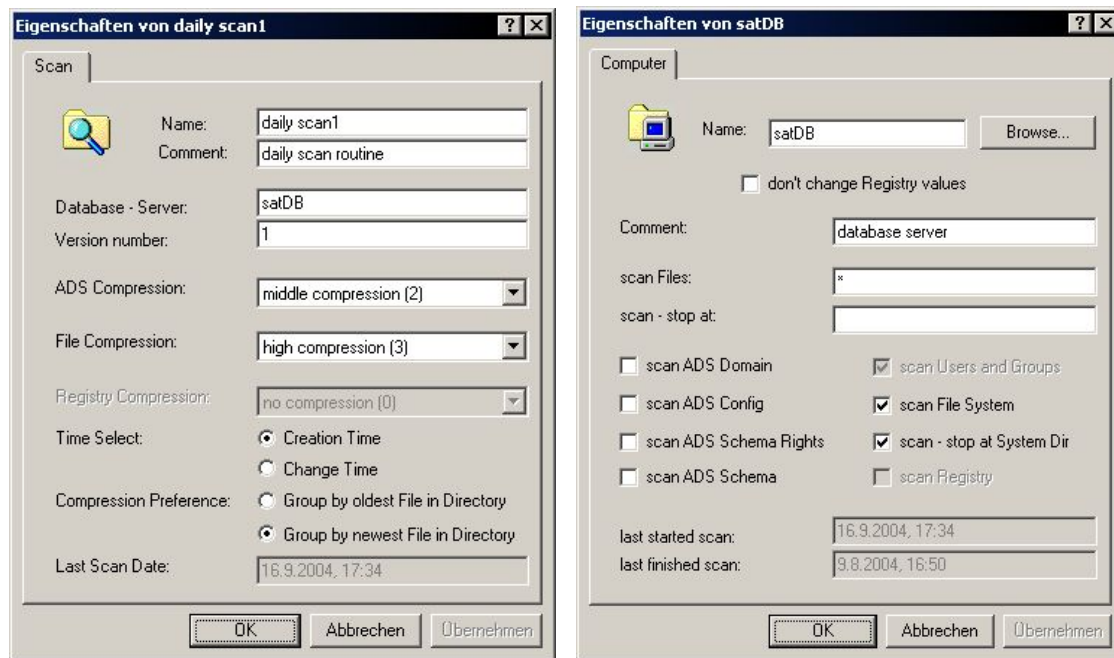 Eigenschaften von daily scan1
Scan
Name: daily scan1
Comment: daily scan routine
Database - Server: satDB
Version number: 1
ADS Compression: middle compression (2)
File Compression: high compression (3)
Registry Compression: no compression (0)
Time Select: Creation Time
Change Time
Compression Preference: Group by oldest File in Directory
Group by newest File in Directory
Last Scan Date: 16.9.2004, 17:34
OK Abbrechen Übernehmen
Eigenschaften von satDB
Computer
Name: satDB Browse...
don't change Registry values
Comment: database server
scan Files: *
scan - stop at:
scan ADS Domain scan Users and Groups
scan ADS Config scan File System
scan ADS Schema Rights scan - stop at System Dir
scan ADS Schema scan Registry
last started scan: 16.9.2004, 17:34
last finished scan: 9.8.2004, 16:50
OK Abbrechen Übernehmen